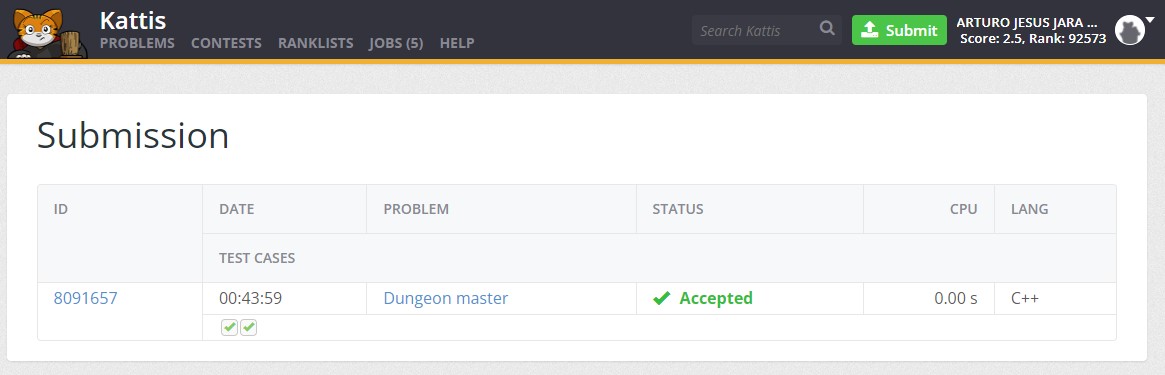 Kattis
PROBLEMS CONTESTS RANKLISTS JOBS (5) HELP
Search Kattis
Submit
ARTURO JESUS JARA ...
Score: 2.5, Rank: 92573
Submission
ID DATE PROBLEM STATUS CPU LANG
TEST CASES
8091657 00:43:59 Dungeon master Accepted 0.00 s C++